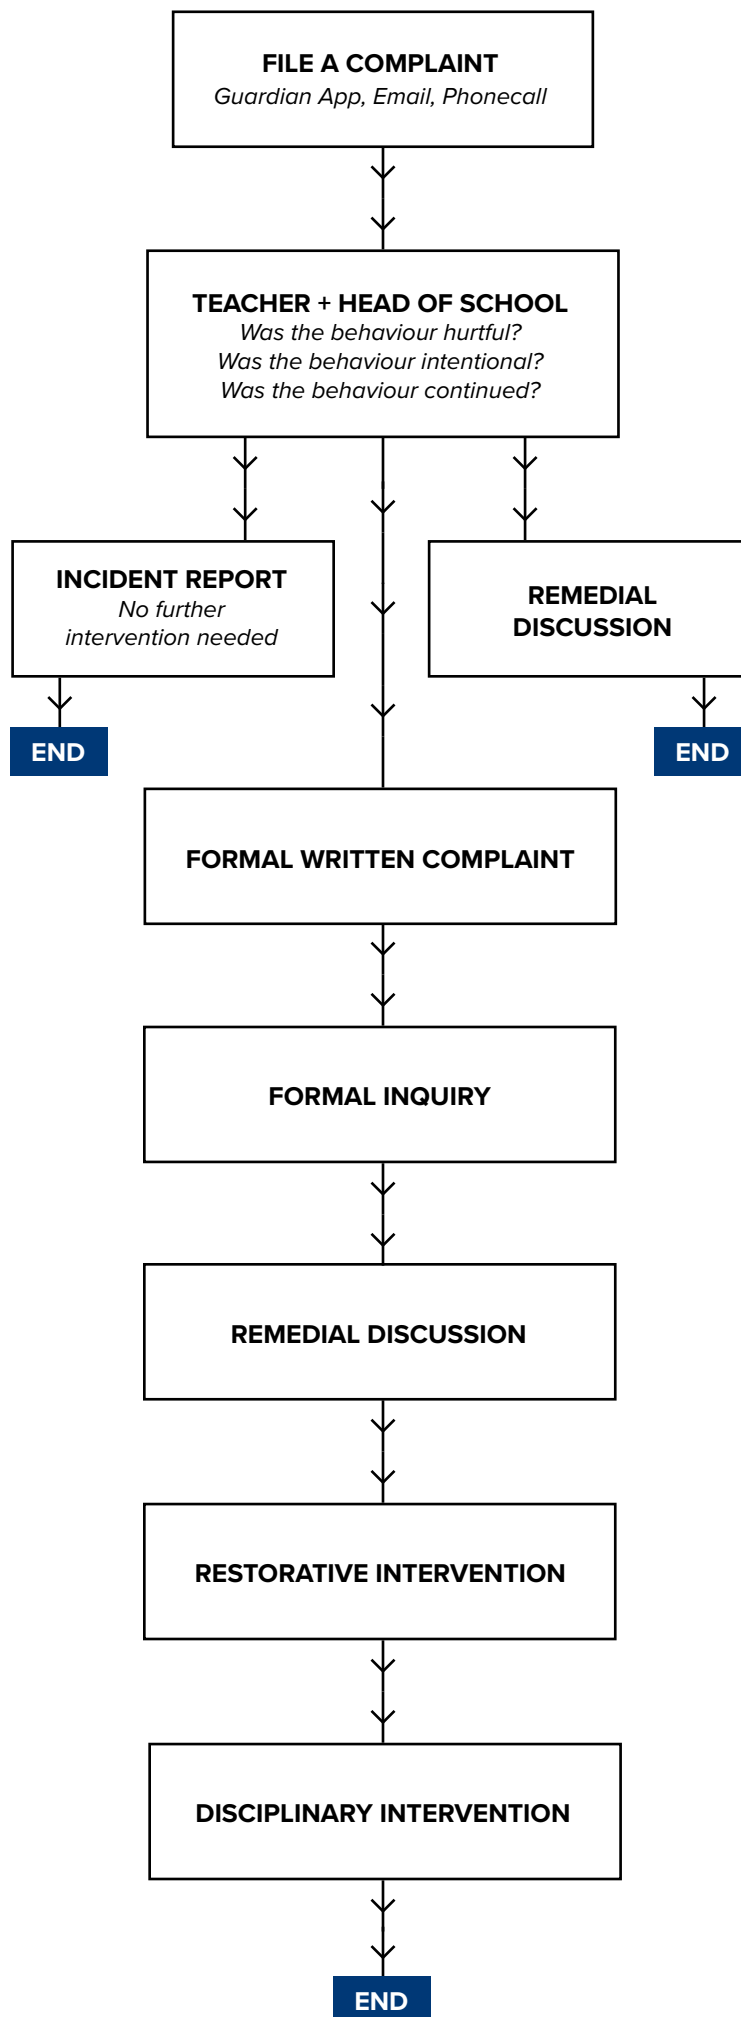 FILE A COMPLAINT
Guardian App, Email, Phonecall
TEACHER + HEAD OF SCHOOL
Was the behaviour hurtful?
Was the behaviour intentional?
Was the behaviour continued?
INCIDENT REPORT
No further
intervention needed
REMEDIAL
DISCUSSION
END
END
FORMAL WRITTEN COMPLAINT
FORMAL INQUIRY
REMEDIAL DISCUSSION
RESTORATIVE INTERVENTION
DISCIPLINARY INTERVENTION
END